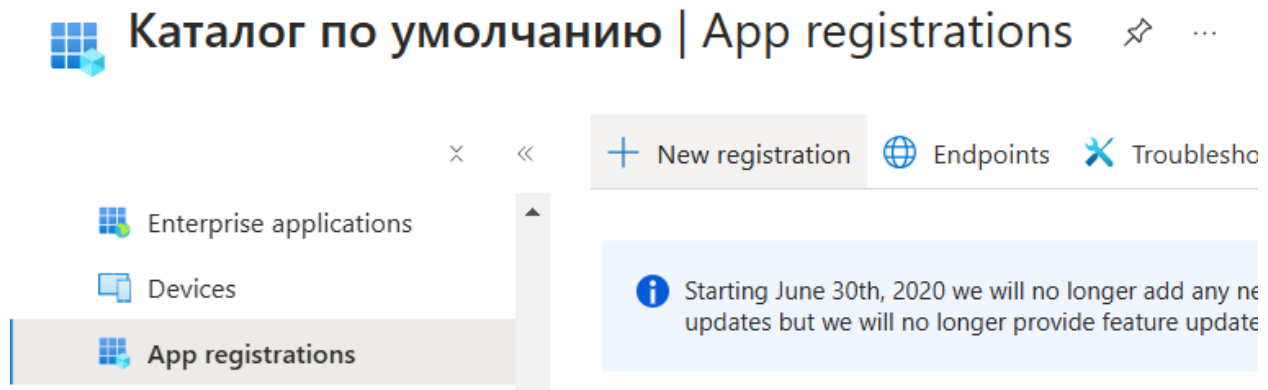 Каталог по умолчанию | App registrations
New registration
Endpoints
Enterprise applications
Devices
App registrations
Starting June 30th, 2020 we will no longer add any
updates but we will no longer provide feature